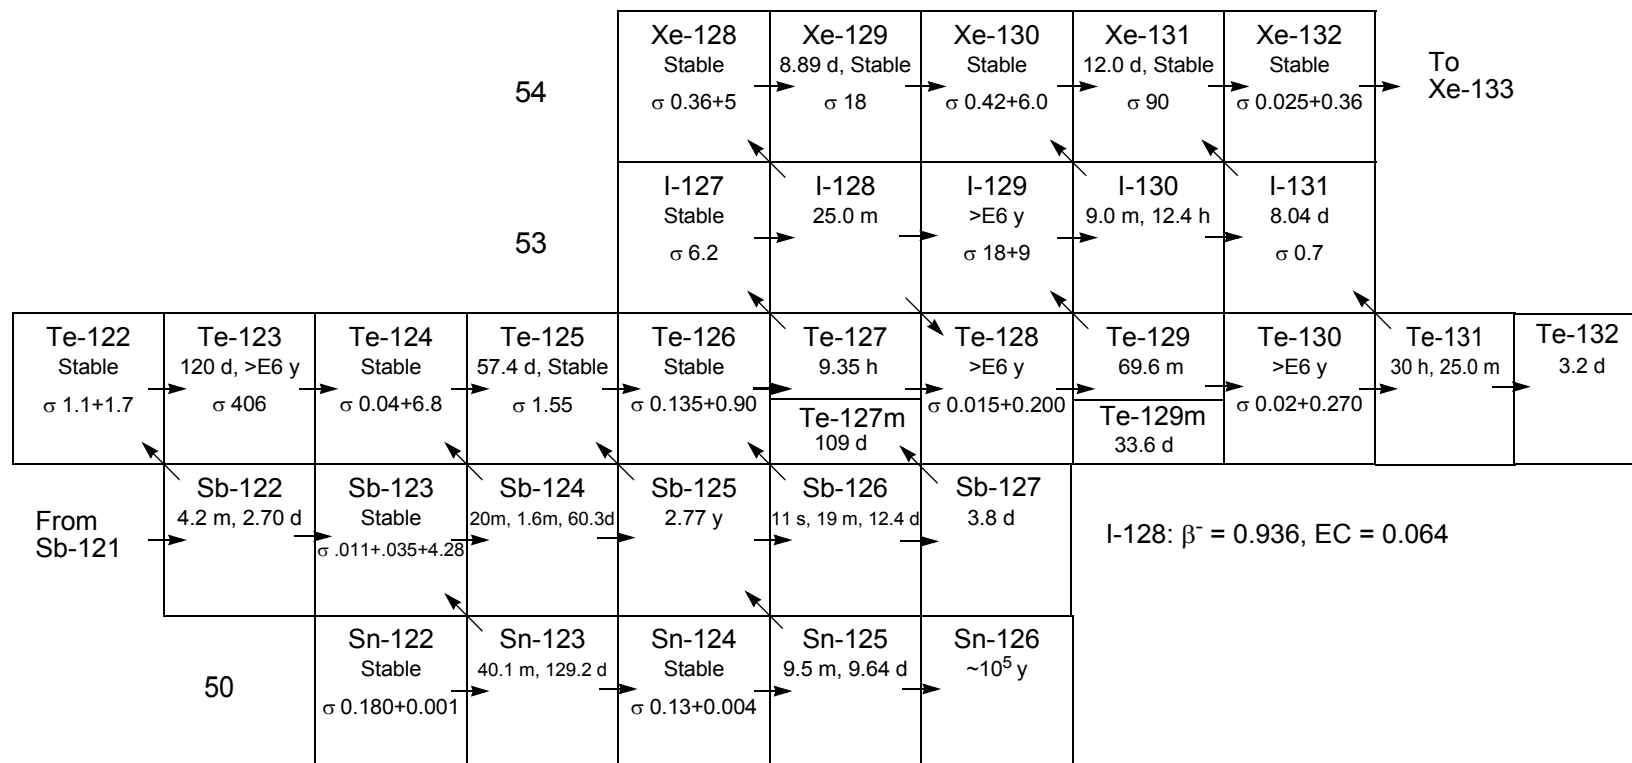 54
Xe-128
Stable
σ 0.36+5
Xe-129
8.89 d, Stable
σ 18
Xe-130
Stable
σ 0.42+6.0
Xe-131
12.0 d, Stable
σ 90
Xe-132
Stable
σ 0.025+0.36
To
Xe-133
53
I-127
Stable
σ 6.2
I-128
25.0 m
I-129
>E6 y
σ 18+9
I-130
9.0 m, 12.4 h
I-131
8.04 d
σ 0.7
Te-122
Stable
σ 1.1+1.7
Te-123
120 d, >E6 y
σ 406
Te-124
Stable
σ 0.04+6.8
Te-125
57.4 d, Stable
σ 1.55
Te-126
Stable
σ 0.135+0.90
Te-127
9.35 h
Te-127m
109 d
Te-128
>E6 y
σ 0.015+0.200
Te-129
69.6 m
Te-129m
33.6 d
Te-130
>E6 y
σ 0.02+0.270
Te-131
30 h, 25.0 m
Te-132
3.2 d
From
Sb-121
Sb-122
4.2 m, 2.70 d
Sb-123
Stable
σ .011+.035+4.28
Sb-124
20m, 1.6m, 60.3d
Sb-125
2.77 y
Sb-126
11 s, 19 m, 12.4 d
Sb-127
3.8 d
I-128: β⁻ = 0.936, EC = 0.064
50
Sn-122
Stable
σ 0.180+0.001
Sn-123
40.1 m, 129.2 d
Sn-124
Stable
σ 0.13+0.004
Sn-125
9.5 m, 9.64 d
Sn-126
~10⁵ y